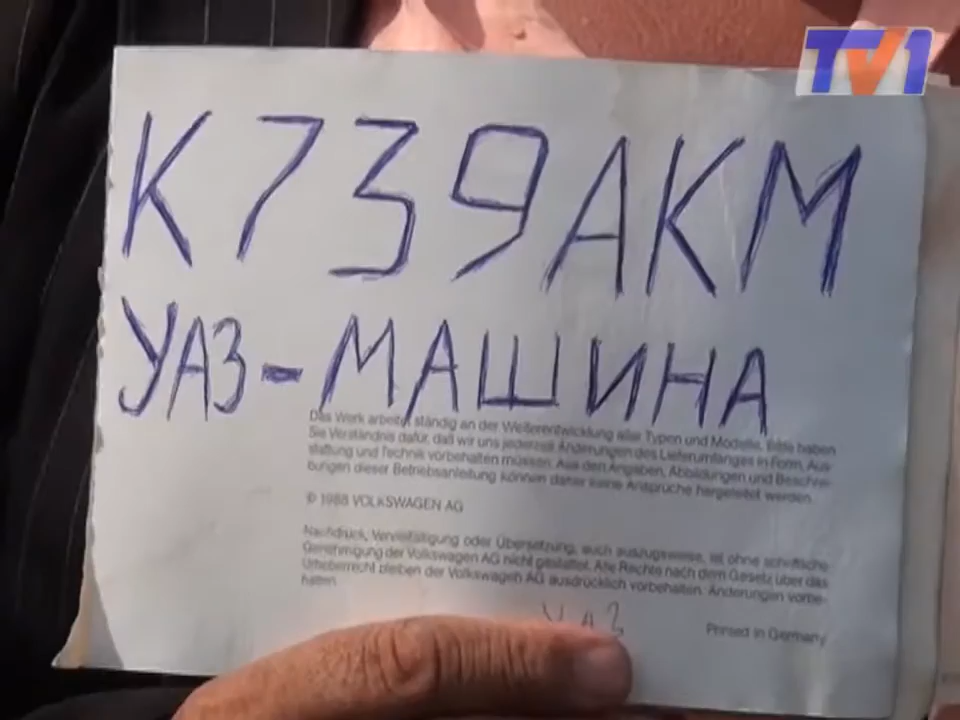 TV1
К739АКМ
УАЗ-МАШИНА
Das Werk arbeitet ständig an der Weiterentwicklung aller Typen und Modelle. Bitte haben
Sie Verständnis dafür, daß wir uns jederzeit Änderungen des Lieferumfanges in Form, Aus-
stattung und Technik vorbehalten müssen. Aus den Angaben, Abbildungen und Beschrei-
bungen dieser Betriebsanleitung können daher keine Ansprüche hergeleitet werden.
© 1988 VOLKSWAGEN AG
Nachdruck, Vervielfältigung oder Übersetzung, auch auszugsweise, ist ohne schriftliche
Genehmigung der Volkswagen AG nicht gestattet. Alle Rechte nach dem Gesetz über das
Urheberrecht bleiben der Volkswagen AG ausdrücklich vorbehalten. Änderungen vorbe-
halten.
УАЗ
Printed in Germany